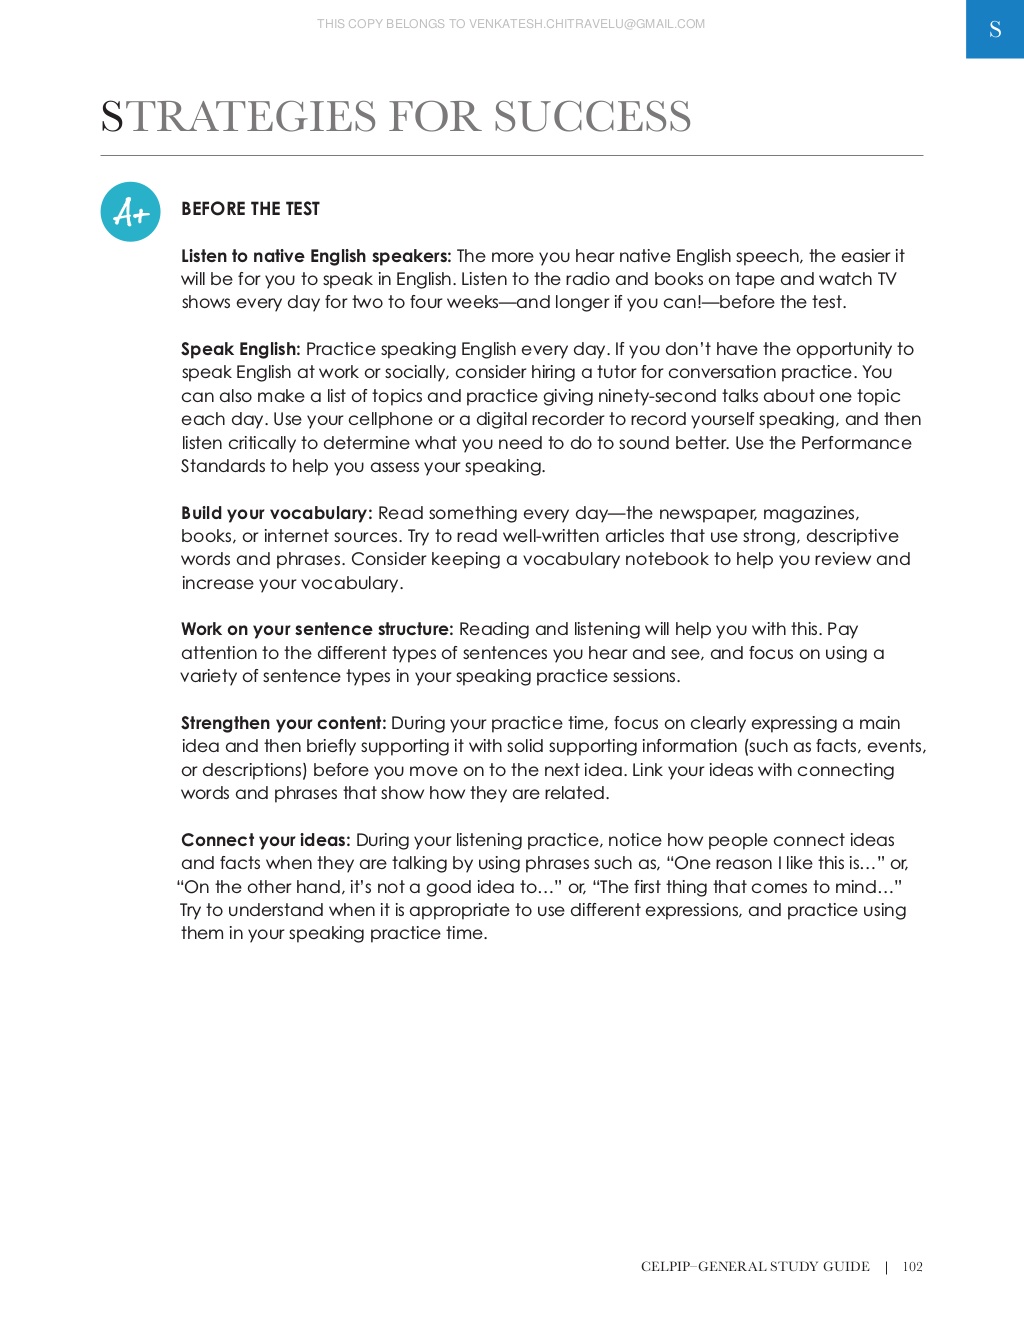 THIS COPY BELONGS TO VENKATESH.CHITRAVELU@GMAIL.COM
S
STRATEGIES FOR SUCCESS
A+
BEFORE THE TEST
Listen to native English speakers: The more you hear native English speech, the easier it
will be for you to speak in English. Listen to the radio and books on tape and watch TV
shows every day for two to four weeks—and longer if you can!—before the test.
Speak English: Practice speaking English every day. If you don’t have the opportunity to
speak English at work or socially, consider hiring a tutor for conversation practice. You
can also make a list of topics and practice giving ninety-second talks about one topic
each day. Use your cellphone or a digital recorder to record yourself speaking, and then
listen critically to determine what you need to do to sound better. Use the Performance
Standards to help you assess your speaking.
Build your vocabulary: Read something every day—the newspaper, magazines,
books, or internet sources. Try to read well-written articles that use strong, descriptive
words and phrases. Consider keeping a vocabulary notebook to help you review and
increase your vocabulary.
Work on your sentence structure: Reading and listening will help you with this. Pay
attention to the different types of sentences you hear and see, and focus on using a
variety of sentence types in your speaking practice sessions.
Strengthen your content: During your practice time, focus on clearly expressing a main
idea and then briefly supporting it with solid supporting information (such as facts, events,
or descriptions) before you move on to the next idea. Link your ideas with connecting
words and phrases that show how they are related.
Connect your ideas: During your listening practice, notice how people connect ideas
and facts when they are talking by using phrases such as, “One reason I like this is…” or,
“On the other hand, it’s not a good idea to…” or, “The first thing that comes to mind…”
Try to understand when it is appropriate to use different expressions, and practice using
them in your speaking practice time.
CELPIP–GENERAL STUDY GUIDE | 102